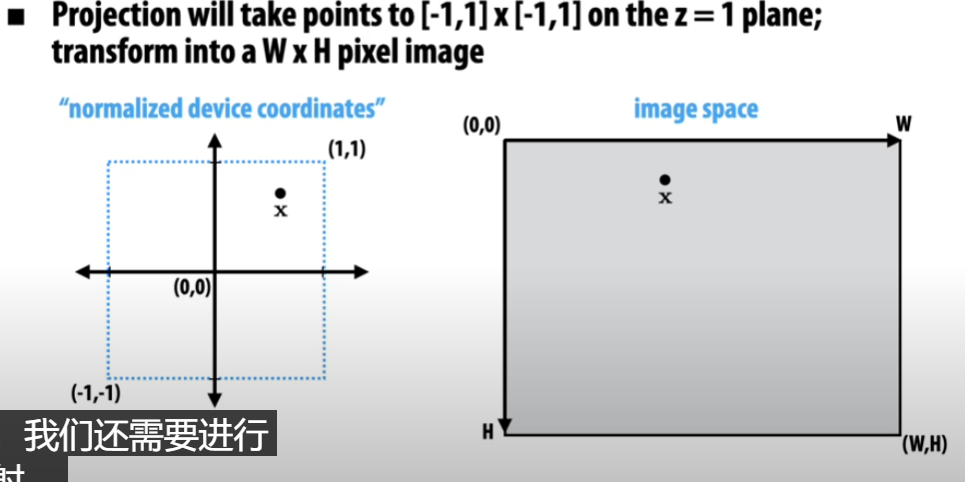 Projection will take points to [-1,1] x [-1,1] on the z = 1 plane;
transform into a W x H pixel image
“normalized device coordinates”
(1,1)
x
(0,0)
(-1,-1)
image space
(0,0)
W
x
H
(W,H)
我们还需要进行